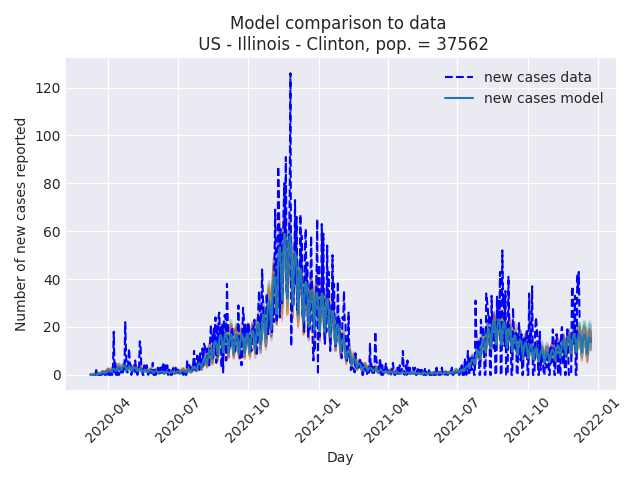 Model comparison to data
US - Illinois - Clinton, pop. = 37562
new cases data
new cases model
Number of new cases reported
120
100
80
60
40
20
0
2020-04
2020-07
2020-10
2021-01
2021-04
2021-07
2021-10
2022-01
Day